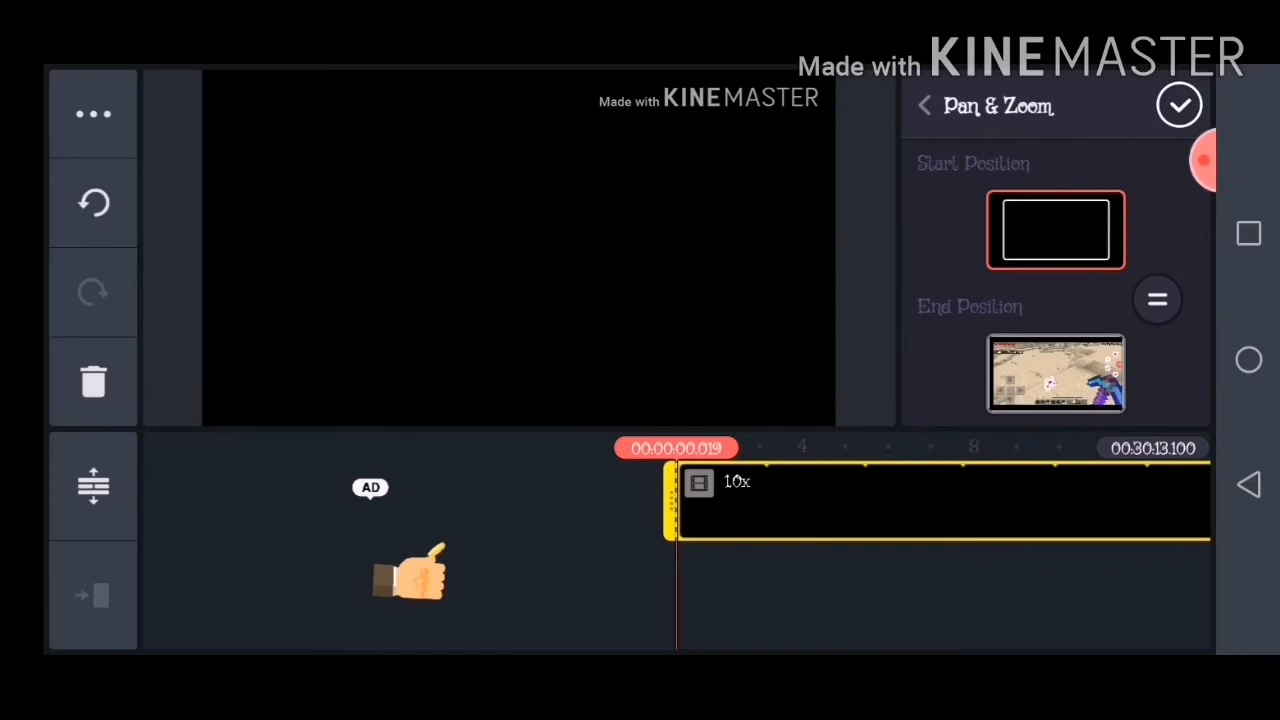 Made with KINEMASTER
Made with KINEMASTER
Pan & Zoom
Start Position
End Position
00:00:00.019
4
8
00:30:13.100
AD
10x